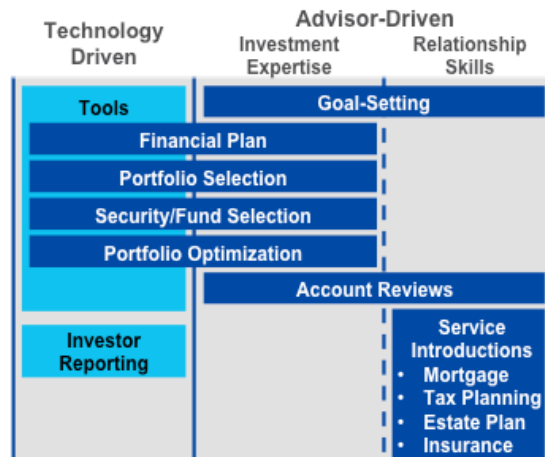 Technology
Driven
Advisor-Driven
Investment
Expertise
Relationship
Skills
Tools
Goal-Setting
Financial Plan
Portfolio Selection
Security/Fund Selection
Portfolio Optimization
Account Reviews
Investor
Reporting
Service
Introductions
• Mortgage
• Tax Planning
• Estate Plan
• Insurance